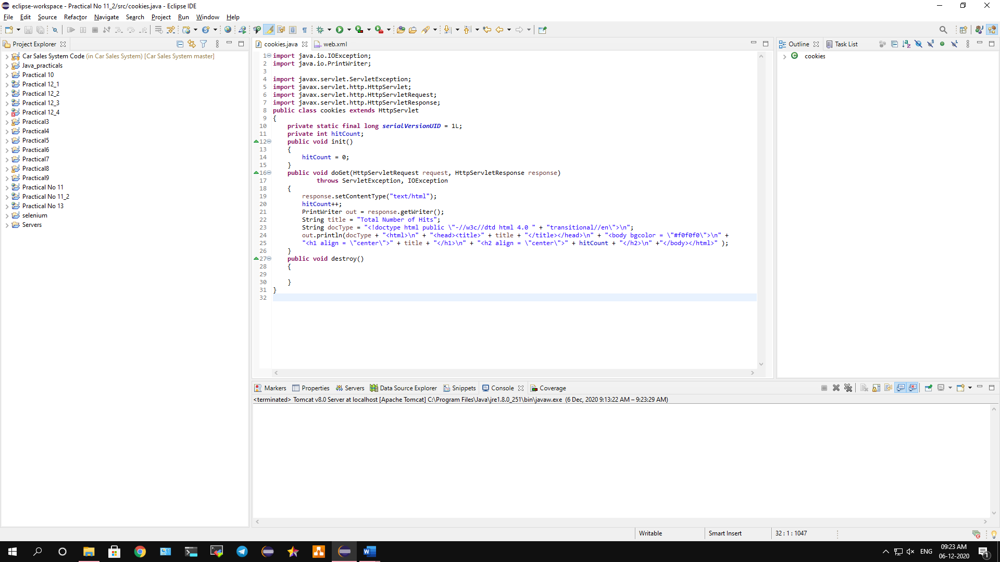 eclipse-workspace - Practical No 11_2/src/cookies.java - Eclipse IDE
File Edit Source Refactor Navigate Search Project Run Window Help
Project Explorer
Car Sales System Code (in Car Sales System) [Car Sales System master]
Java_practicals
Practical 10
Practical 12_1
Practical 12_2
Practical 12_3
Practical 12_4
Practical3
Practical4
Practical5
Practical6
Practical7
Practical8
Practical9
Practical No 11
Practical No 11_2
Practical No 13
selenium
Servers
cookies.java web.xml
1 import java.io.IOException;
2 import java.io.PrintWriter;
3
4 import javax.servlet.ServletException;
5 import javax.servlet.http.HttpServlet;
6 import javax.servlet.http.HttpServletRequest;
7 import javax.servlet.http.HttpServletResponse;
8 public class cookies extends HttpServlet
9 {
10 private static final long serialVersionUID = 1L;
11 private int hitCount;
12 public void init()
13 {
14 hitCount = 0;
15 }
16 public void doGet(HttpServletRequest request, HttpServletResponse response)
17 throws ServletException, IOException
18 {
19 response.setContentType("text/html");
20 hitCount++;
21 PrintWriter out = response.getWriter();
22 String title = "Total Number of Hits";
23 String docType = "<!doctype html public \"-//w3c//dtd html 4.0 " + "transitional//en\">\n";
24 out.println(docType + "<html>\n" + "<head><title>" + title + "</title></head>\n" + "<body bgcolor = \"#f0f0f0\">\n" +
25 "<h1 align = \"center\">" + title + "</h1>\n" + "<h2 align = \"center\">" + hitCount + "</h2>\n" +"</body></html>" );
26 }
27 public void destroy()
28 {
29
30 }
31 }
32
Outline Task List
cookies
Markers Properties Servers Data Source Explorer Snippets Console Coverage
<terminated> Tomcat v8.0 Server at localhost [Apache Tomcat] C:\Program Files\Java\jre1.8.0_251\bin\javaw.exe (6 Dec, 2020 9:13:22 AM – 9:23:29 AM)
Writable Smart Insert 32 : 1 : 1047
ENG 09:23 AM
06-12-2020
1